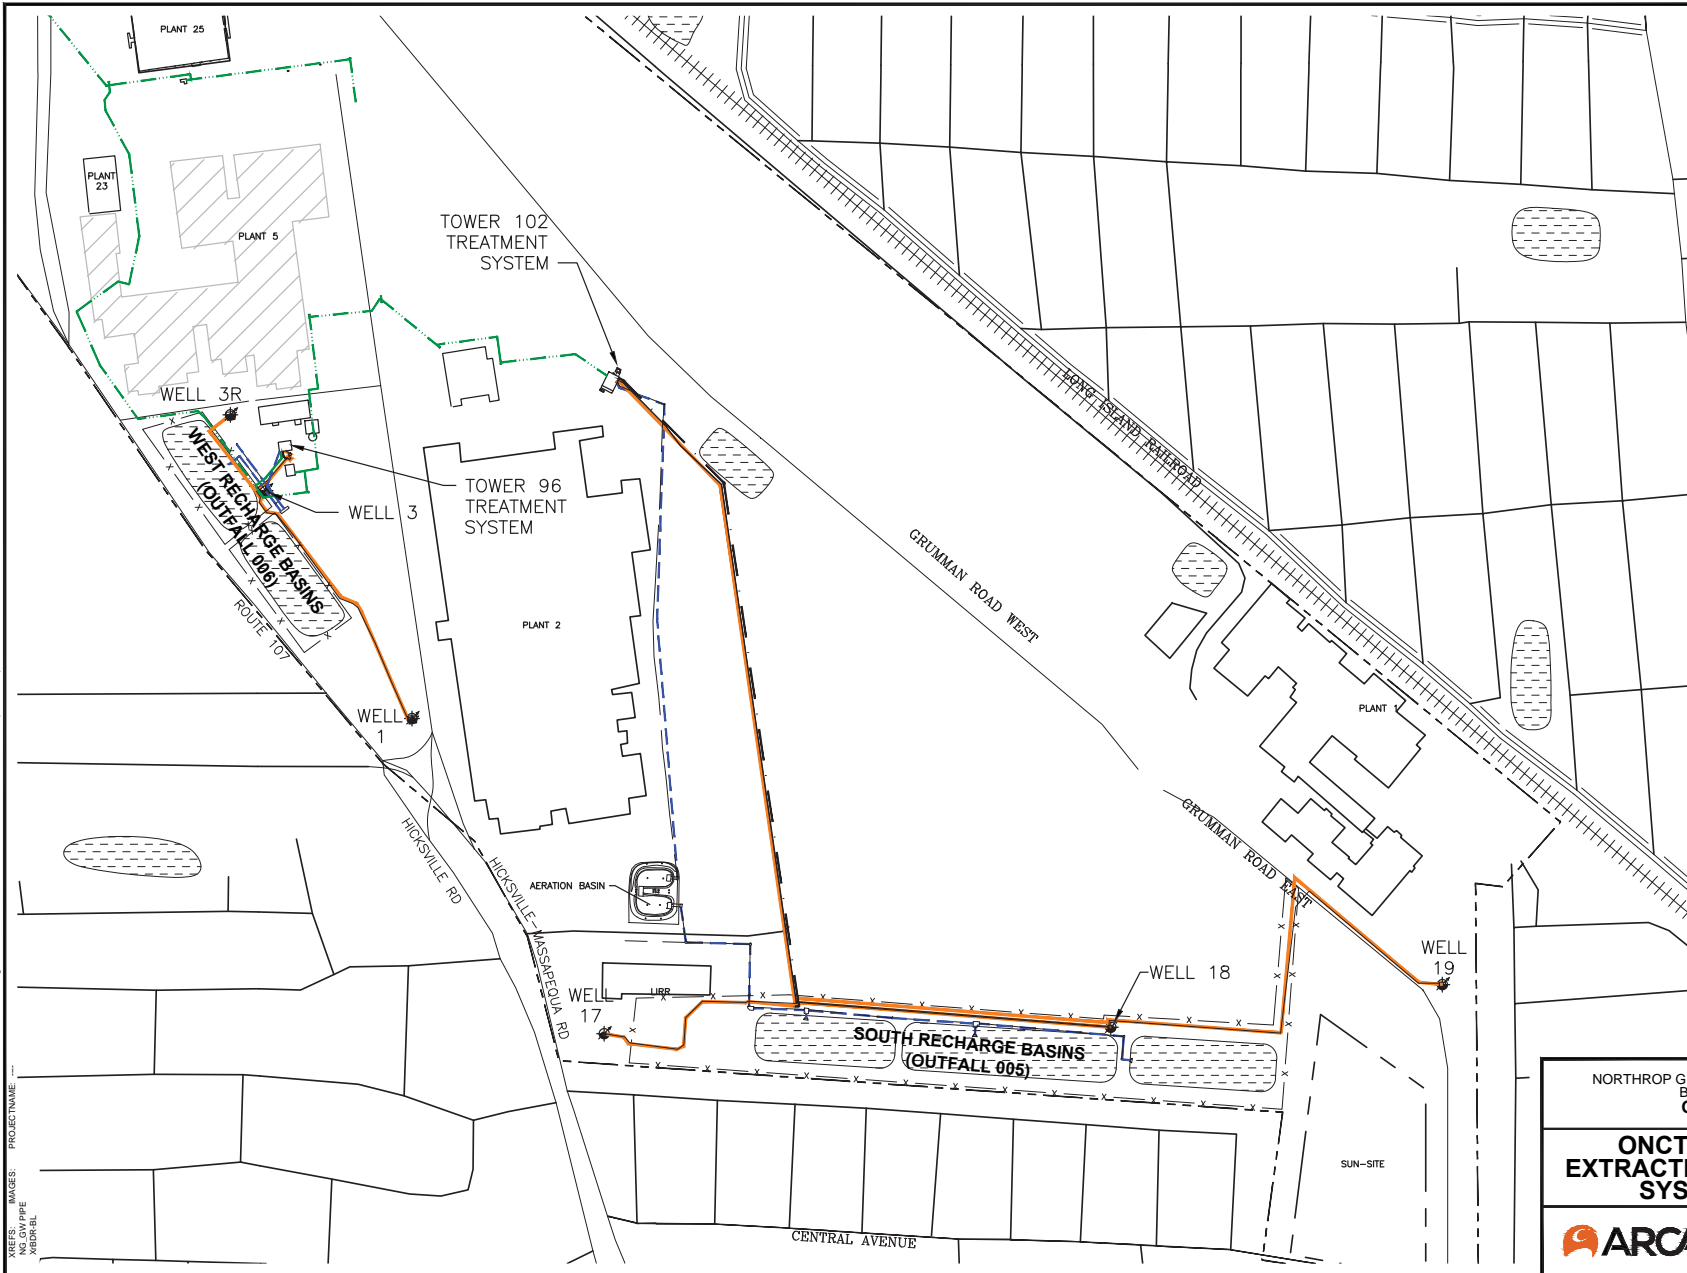 PLANT 25
PLANT
23
PLANT 5
TOWER 102
TREATMENT
SYSTEM
WELL 3R
WEST RECHARGE BASINS
(OUTFALL 006)
TOWER 96
TREATMENT
SYSTEM
WELL 3
ROUTE 107
WELL
1
PLANT 2
LONG ISLAND RAILROAD
GRUMMAN ROAD WEST
PLANT 1
GRUMMAN ROAD EAST
HICKSVILLE RD
HICKSVILLE-MASSAPEQUA RD
AERATION BASIN
WELL
17
WELL 18
WELL
19
SOUTH RECHARGE BASINS
(OUTFALL 005)
SUN-SITE
CENTRAL AVENUE
NORTHROP G
B
ONCT
EXTRACTI
SYS
ARCA
XREFS: IMAGES: PROJECTNAME: ----
NG_GW PIPE
X\BDR-BL